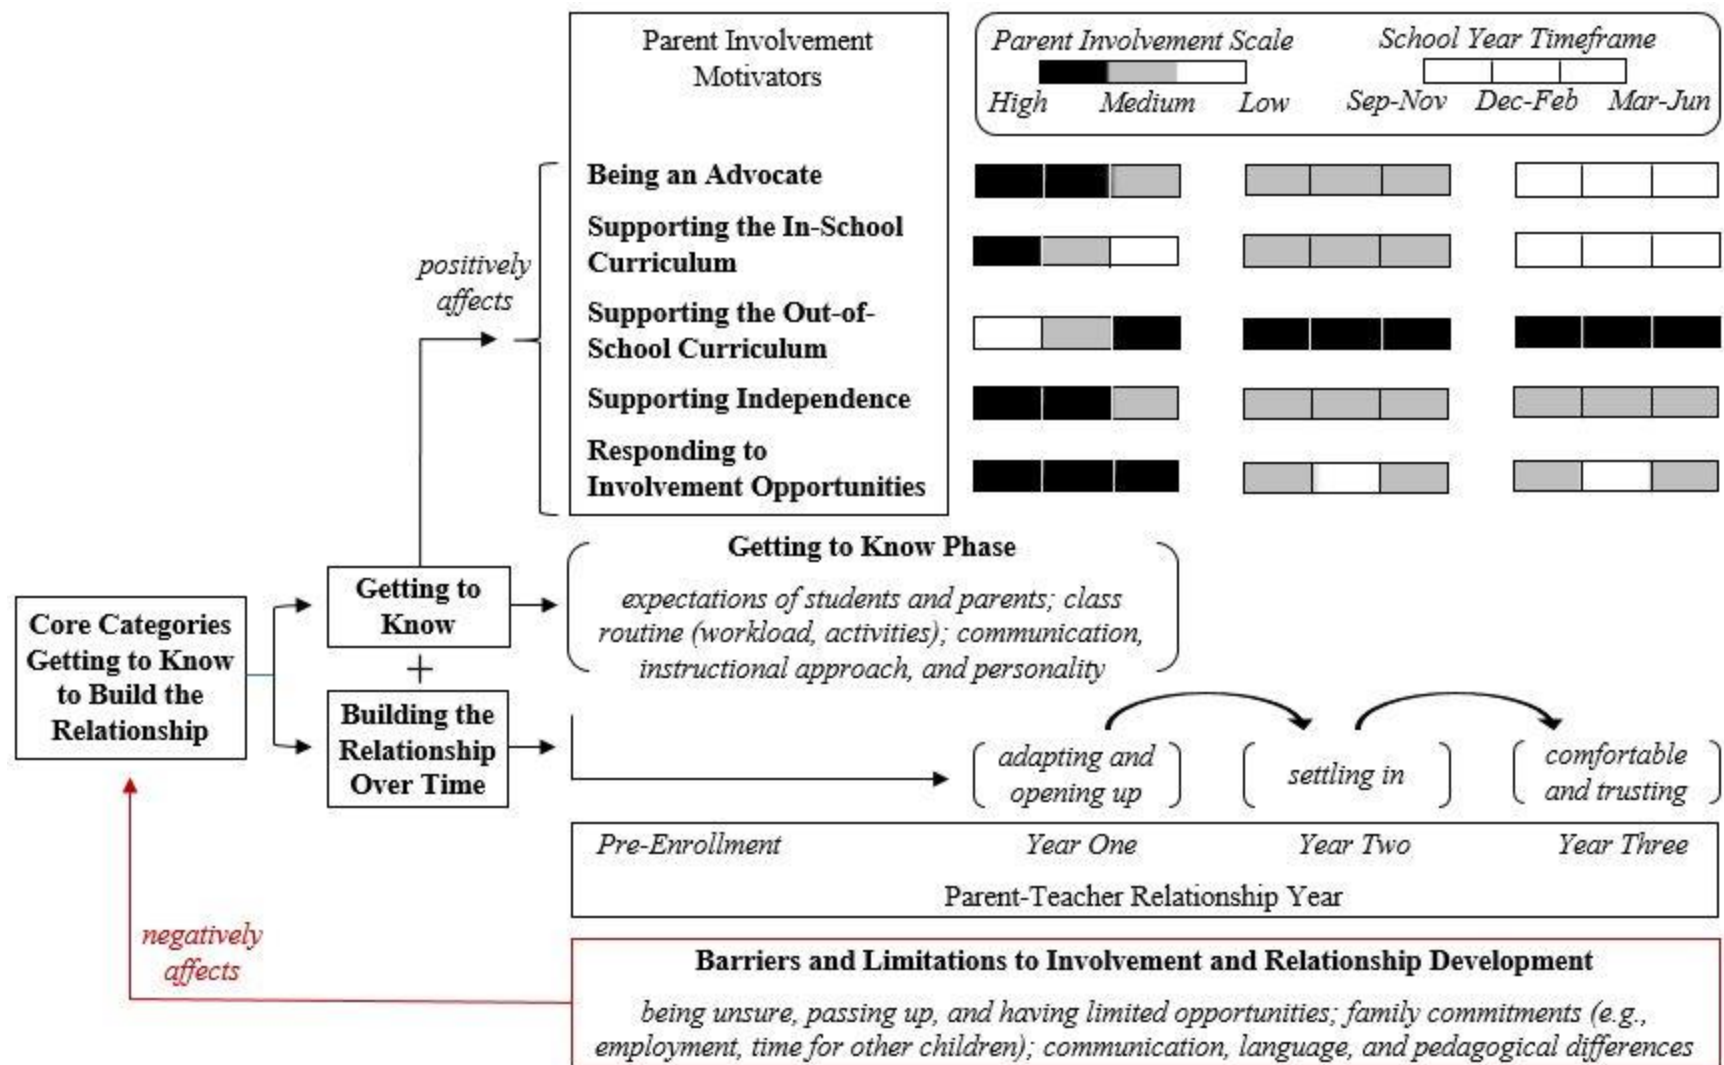 Parent Involvement
Motivators
Parent Involvement Scale
High Medium Low
School Year Timeframe
Sep-Nov Dec-Feb Mar-Jun
Being an Advocate
Supporting the In-School
Curriculum
Supporting the Out-of-
School Curriculum
Supporting Independence
Responding to
Involvement Opportunities
positively
affects
Getting to Know Phase
expectations of students and parents; class
routine (workload, activities); communication,
instructional approach, and personality
Core Categories
Getting to Know
to Build the
Relationship
Getting to
Know
+
Building the
Relationship
Over Time
adapting and
opening up
settling in
comfortable
and trusting
Pre-Enrollment Year One Year Two Year Three
Parent-Teacher Relationship Year
negatively
affects
Barriers and Limitations to Involvement and Relationship Development
being unsure, passing up, and having limited opportunities; family commitments (e.g.,
employment, time for other children); communication, language, and pedagogical differences